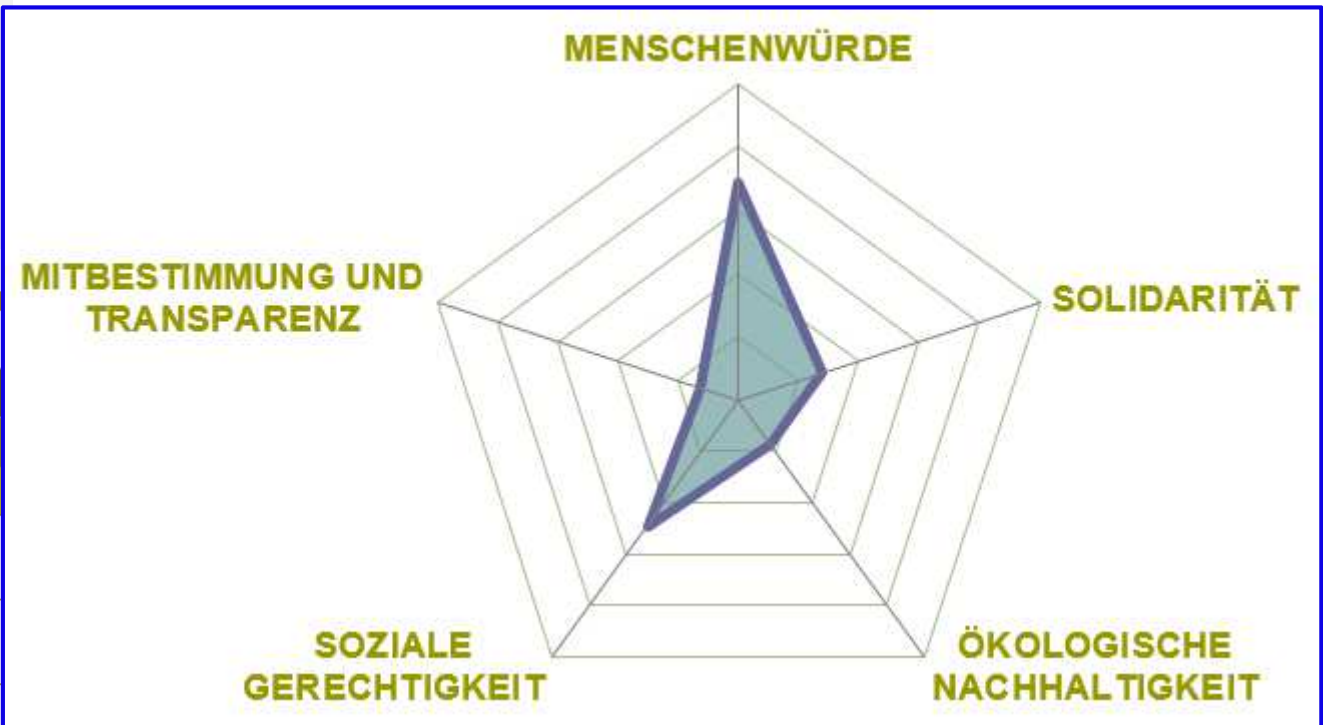 MENSCHENWÜRDE
MITBESTIMMUNG UND
TRANSPARENZ
SOLIDARITÄT
SOZIALE
GERECHTIGKEIT
ÖKOLOGISCHE
NACHHALTIGKEIT